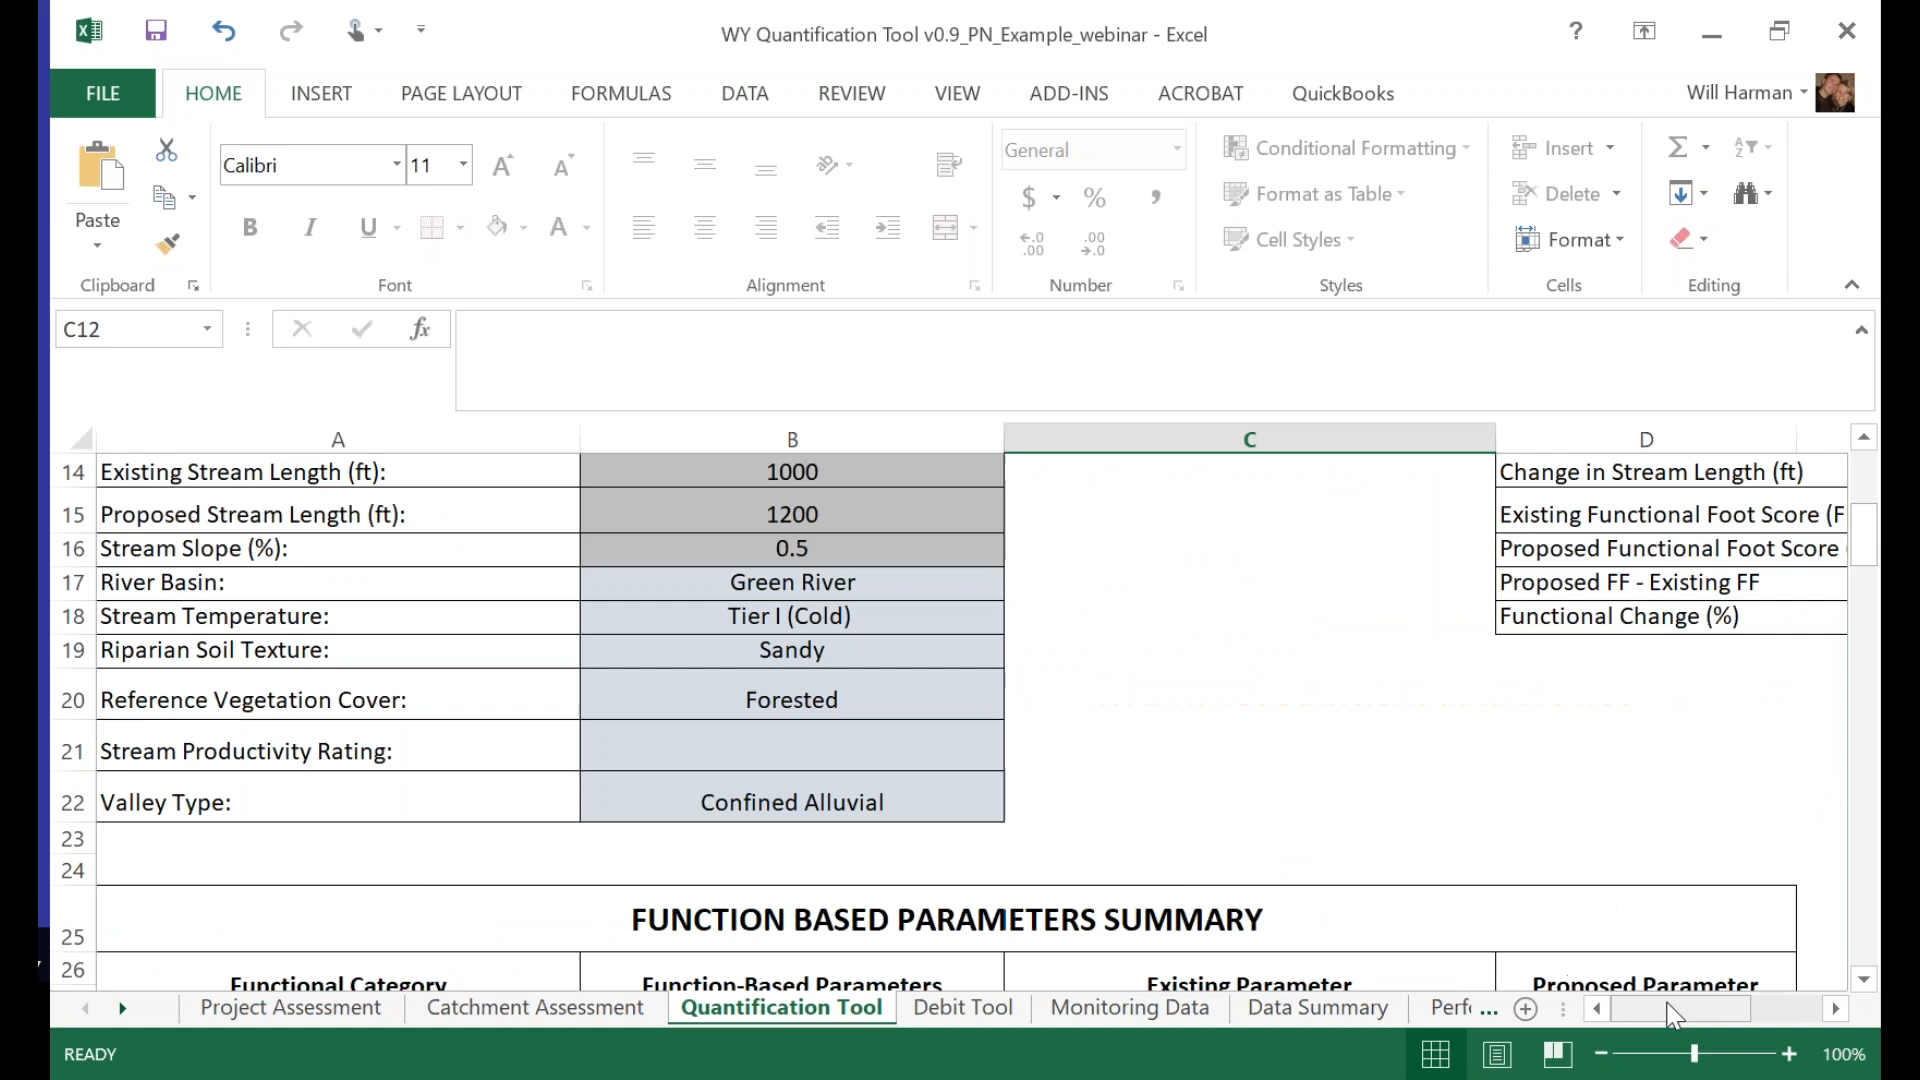 WY Quantification Tool v0.9_PN_Example_webinar - Excel
?
FILE HOME INSERT PAGE LAYOUT FORMULAS DATA REVIEW VIEW ADD-INS ACROBAT QuickBooks Will Harman
Paste
Clipboard
Calibri 11
B I U A
Font
Alignment
General
$ % ,
Number
Conditional Formatting
Format as Table
Cell Styles
Styles
Insert
Delete
Format
Cells
Editing
C12 fx
A B C D
14 Existing Stream Length (ft): 1000 Change in Stream Length (ft)
15 Proposed Stream Length (ft): 1200 Existing Functional Foot Score (F
16 Stream Slope (%): 0.5 Proposed Functional Foot Score
17 River Basin: Green River Proposed FF - Existing FF
18 Stream Temperature: Tier I (Cold) Functional Change (%)
19 Riparian Soil Texture: Sandy
20 Reference Vegetation Cover: Forested
21 Stream Productivity Rating:
22 Valley Type: Confined Alluvial
23
24
25 FUNCTION BASED PARAMETERS SUMMARY
26 Functional Category Function-Based Parameters Existing Parameter Proposed Parameter
Project Assessment Catchment Assessment Quantification Tool Debit Tool Monitoring Data Data Summary Perfc ...
READY 100%